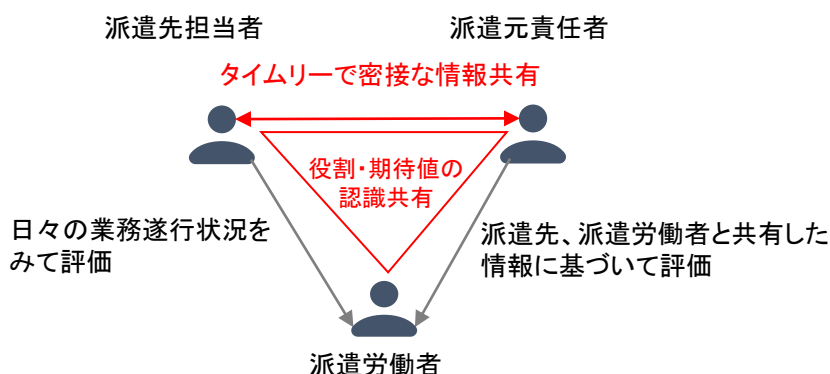 派遣先担当者
派遣元責任者
タイムリーで密接な情報共有
役割・期待値の
認識共有
日々の業務遂行状況を
みて評価
派遣先、派遣労働者と共有した
情報に基づいて評価
派遣労働者